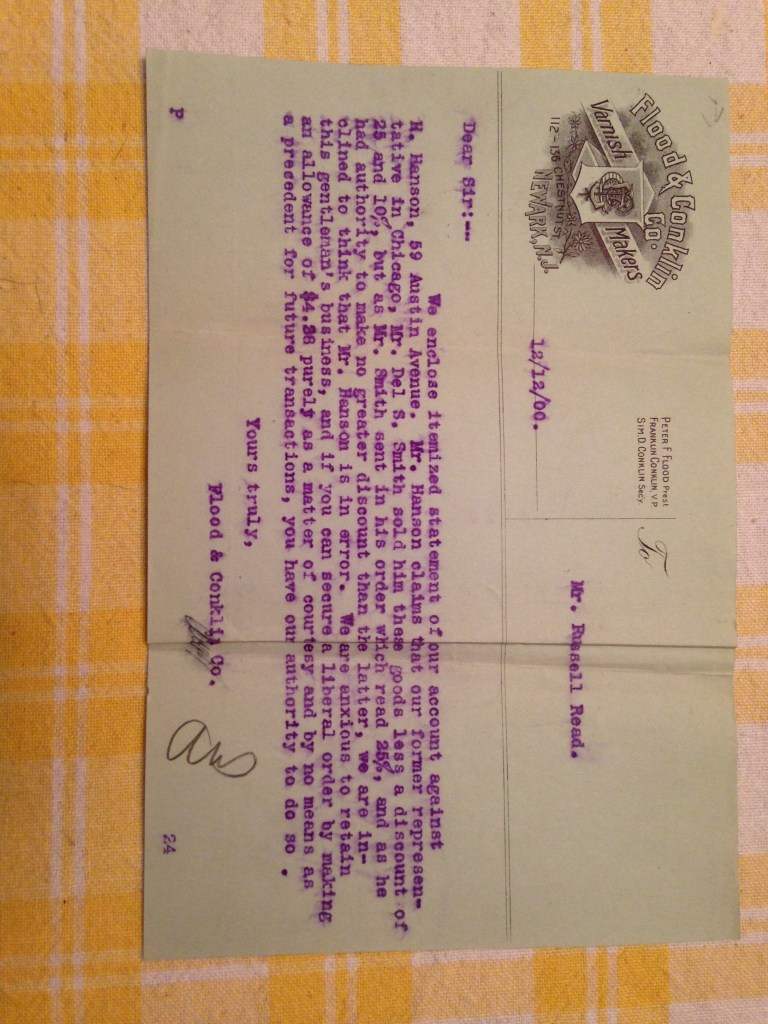 Flood & Conklin
Co.
Varnish Makers
112-136 CHESTNUT ST.
NEWARK, N.J.
PETER F FLOOD Prest
FRANKLIN CONKLIN, V.P.
SIM. D CONKLIN Secy.
12/12/00.
To
Mr. Russell Read.
Dear Sir:--
We enclose itemized statement of our account against
H. Hanson, 59 Austin Avenue. Mr. Hanson claims that our former represen-
tative in Chicago, Mr. Del S. Smith sold him these goods less a discount of
25 and 10%, but as Mr. Smith sent in his order which read 25%, and as he
had authority to make no greater discount than the latter, we are in-
clined to think that Mr. Hanson is in error. We are anxious to retain
this gentleman's business, and if you can secure a liberal order by making
an allowance of $4.38 purely as a matter of courtesy and by no means as
a precedent for future transactions, you have our authority to do so .
Yours truly,
Flood & Conklin Co.
P
24